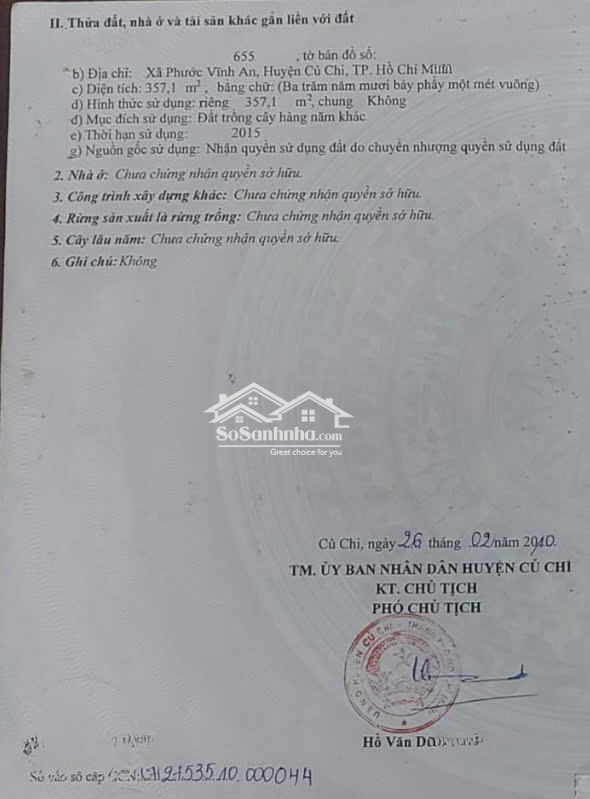 II. Thửa đất, nhà ở và tài sản khác gắn liền với đất
655 , tờ bản đồ số:
b) Địa chỉ: Xã Phước Vĩnh An, Huyện Củ Chi, TP. Hồ Chí Minh
c) Diện tích: 357,1 m², bằng chữ: (Ba trăm năm mươi bảy phẩy một mét vuông)
d) Hình thức sử dụng: riêng 357,1 m², chung Không
đ) Mục đích sử dụng: Đất trồng cây hàng năm khác
e) Thời hạn sử dụng: 2015
g) Nguồn gốc sử dụng: Nhận quyền sử dụng đất do chuyển nhượng quyền sử dụng đất
2. Nhà ở: Chưa chứng nhận quyền sở hữu.
3. Công trình xây dựng khác: Chưa chứng nhận quyền sở hữu.
4. Rừng sản xuất là rừng trồng: Chưa chứng nhận quyền sở hữu.
5. Cây lâu năm: Chưa chứng nhận quyền sở hữu.
6. Ghi chú: Không
SoSanhnha.com
Great choice for you
Củ Chi, ngày 26 tháng 02 năm 2010.
TM. ỦY BAN NHÂN DÂN HUYỆN CỦ CHI
KT. CHỦ TỊCH
PHÓ CHỦ TỊCH
Hồ Văn
Số vào sổ cấp 000044